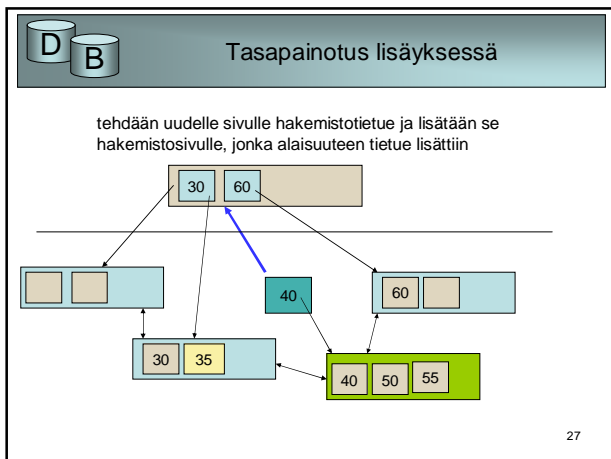 D B
Tasapainotus lisäyksessä
tehdään uudelle sivulle hakemistotietue ja lisätään se
hakemistosivulle, jonka alaisuuteen tietue lisättiin
30 60
40
60
30 35
40 50 55
27